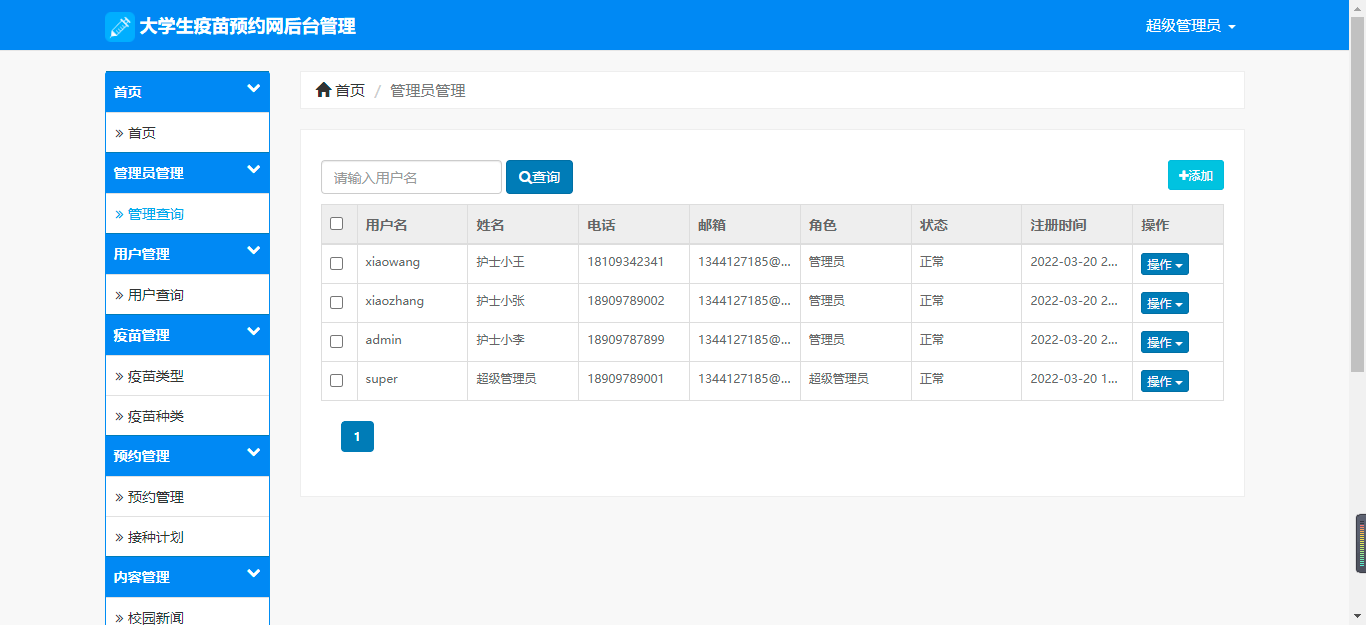 大学生疫苗预约网后台管理
超级管理员
首页
» 首页
管理员管理
» 管理查询
用户管理
» 用户查询
疫苗管理
» 疫苗类型
» 疫苗种类
预约管理
» 预约管理
» 接种计划
内容管理
» 校园新闻
首页 / 管理员管理
请输入用户名 查询 添加
用户名 姓名 电话 邮箱 角色 状态 注册时间 操作
xiaowang 护士小王 18109342341 1344127185@... 管理员 正常 2022-03-20 2... 操作
xiaozhang 护士小张 18909789002 1344127185@... 管理员 正常 2022-03-20 2... 操作
admin 护士小李 18909787899 1344127185@... 管理员 正常 2022-03-20 2... 操作
super 超级管理员 18909789001 1344127185@... 超级管理员 正常 2022-03-20 1... 操作
1